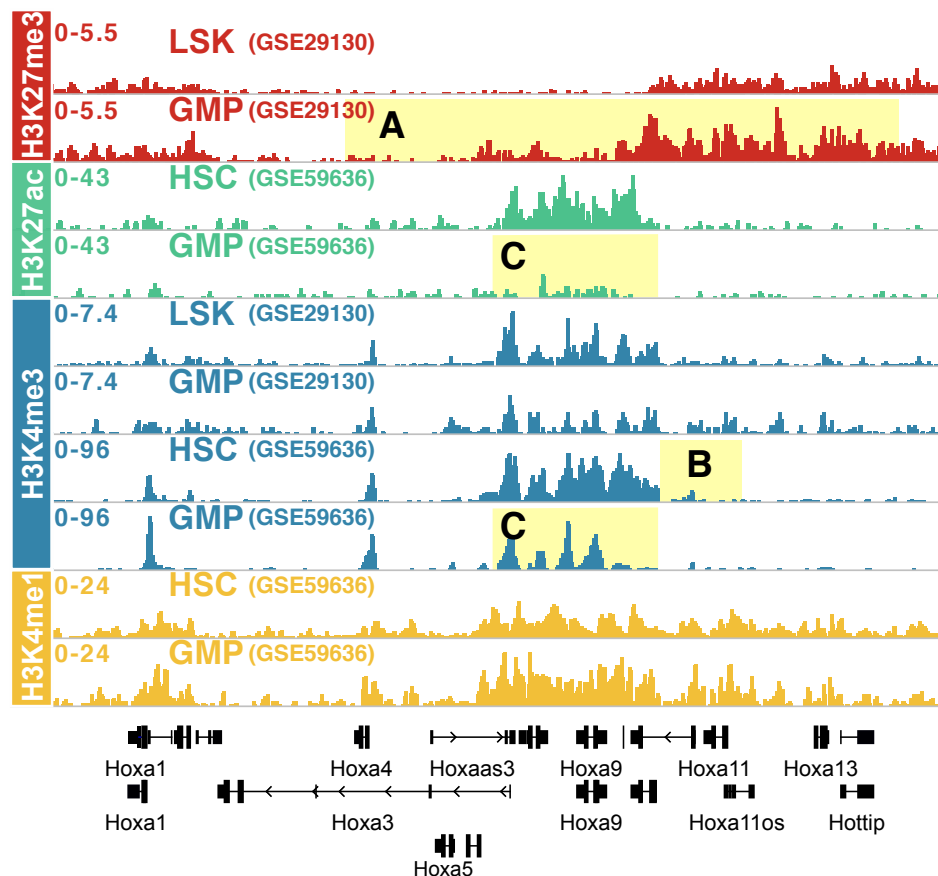 H3K27me3
0-5.5 LSK (GSE29130)
0-5.5 GMP (GSE29130) A
H3K27ac
0-43 HSC (GSE59636)
0-43 GMP (GSE59636) C
H3K4me3
0-7.4 LSK (GSE29130)
0-7.4 GMP (GSE29130)
0-96 HSC (GSE59636) B
0-96 GMP (GSE59636) C
H3K4me1
0-24 HSC (GSE59636)
0-24 GMP (GSE59636)
Hoxa1 Hoxa4 Hoxaas3 Hoxa9 Hoxa11 Hoxa13
Hoxa1 Hoxa3 Hoxa9 Hoxa11os Hottip
Hoxa5